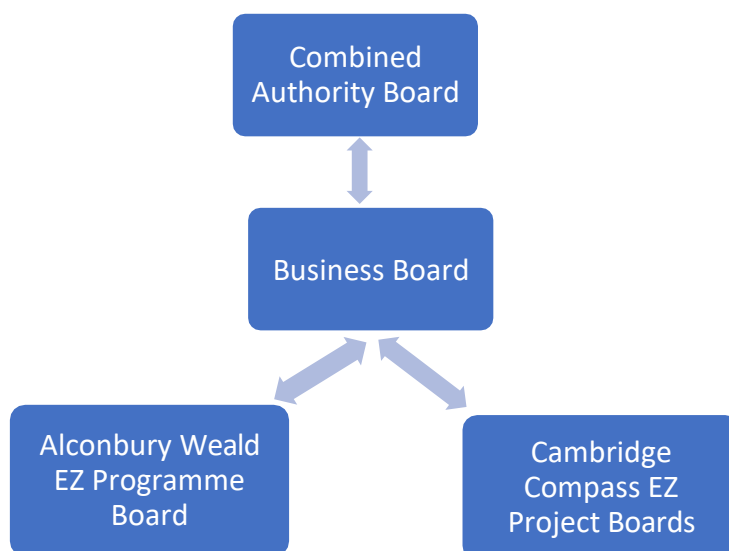 Combined
Authority Board
Business Board
Alconbury Weald
EZ Programme
Board
Cambridge
Compass EZ
Project Boards